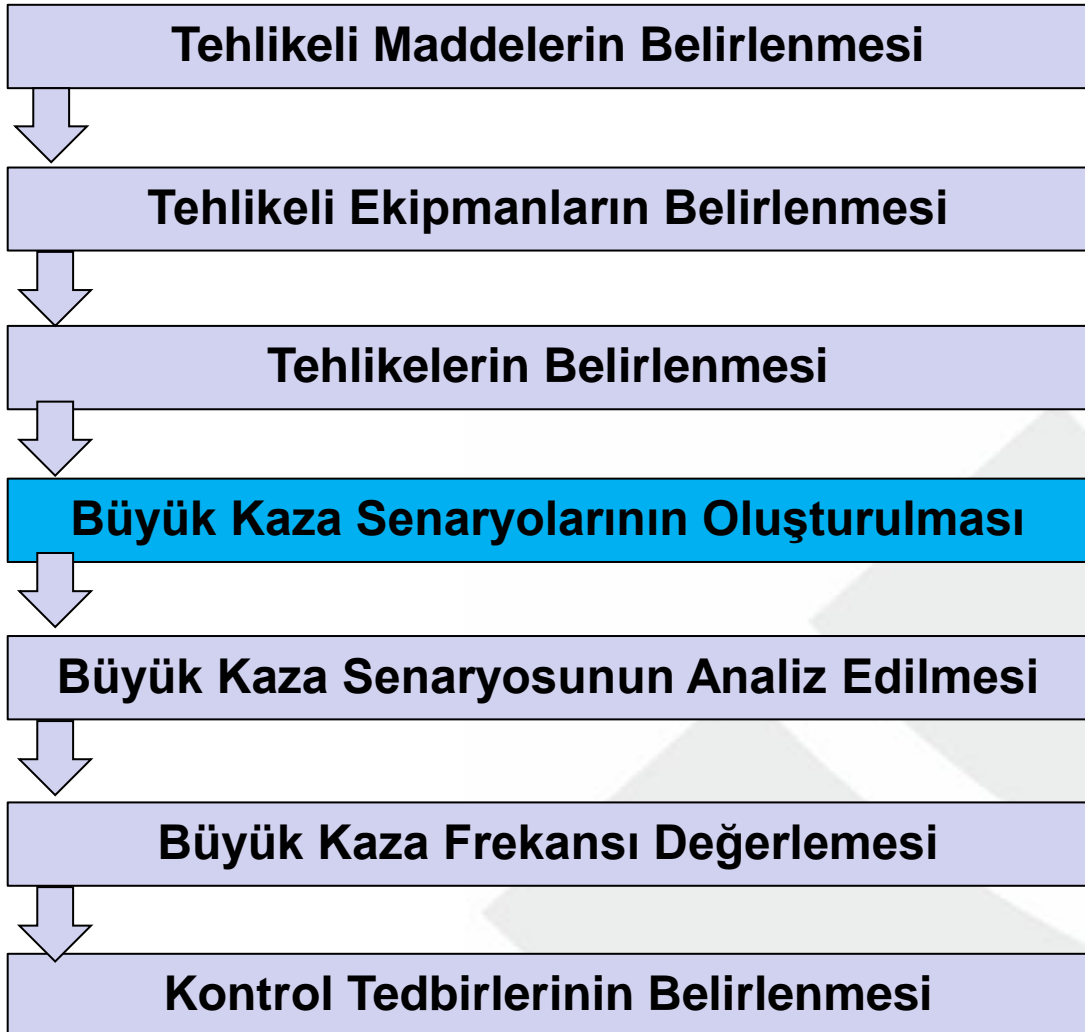 Tehlikeli Maddelerin Belirlenmesi
Tehlikeli Ekipmanların Belirlenmesi
Tehlikelerin Belirlenmesi
Büyük Kaza Senaryolarının Oluşturulması
Büyük Kaza Senaryosunun Analiz Edilmesi
Büyük Kaza Frekansı Değerlemesi
Kontrol Tedbirlerinin Belirlenmesi